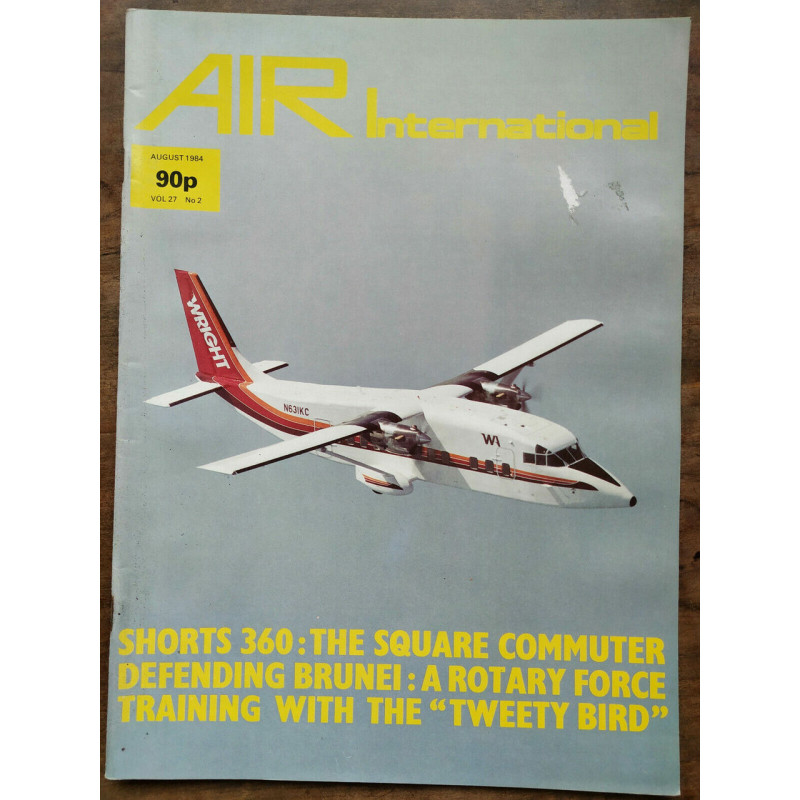 AIR International
AUGUST 1984
90p
VOL 27 No 2
WRIGHT
N631KC
WA
SHORTS 360: THE SQUARE COMMUTER
DEFENDING BRUNEI: A ROTARY FORCE
TRAINING WITH THE “TWEETY BIRD”